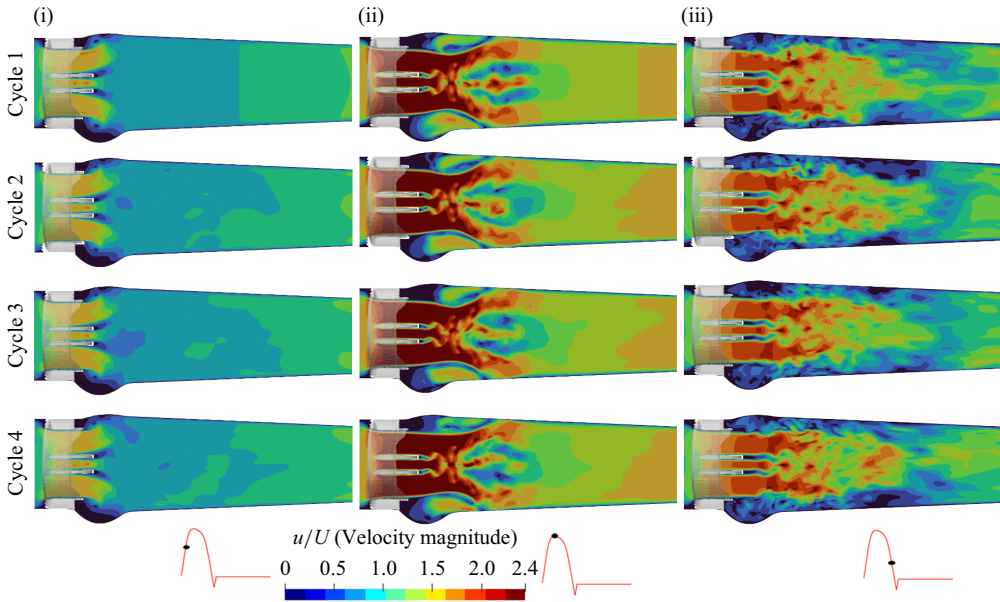 (i) (ii) (iii)
Cycle 1
Cycle 2
Cycle 3
Cycle 4
u/U (Velocity magnitude)
0 0.5 1.0 1.5 2.0 2.4